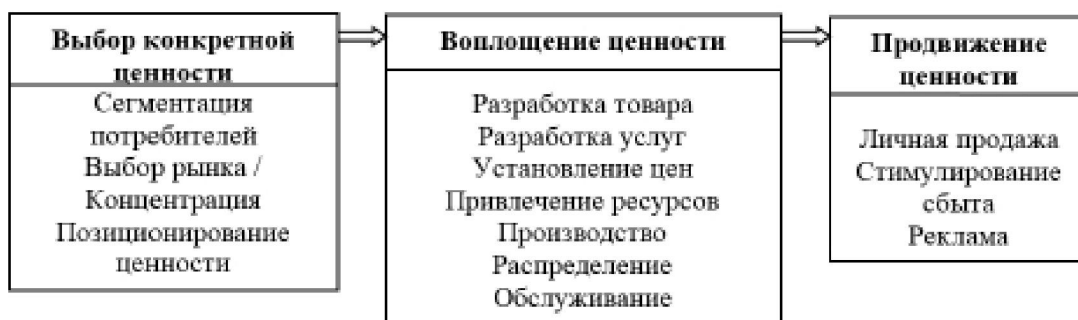 Выбор конкретной
ценности
Сегментация
потребителей
Выбор рынка /
Концентрация
Позиционирование
ценности
Воплощение ценности
Разработка товара
Разработка услуг
Установление цен
Привлечение ресурсов
Производство
Распределение
Обслуживание
Продвижение
ценности
Личная продажа
Стимулирование
сбыта
Реклама